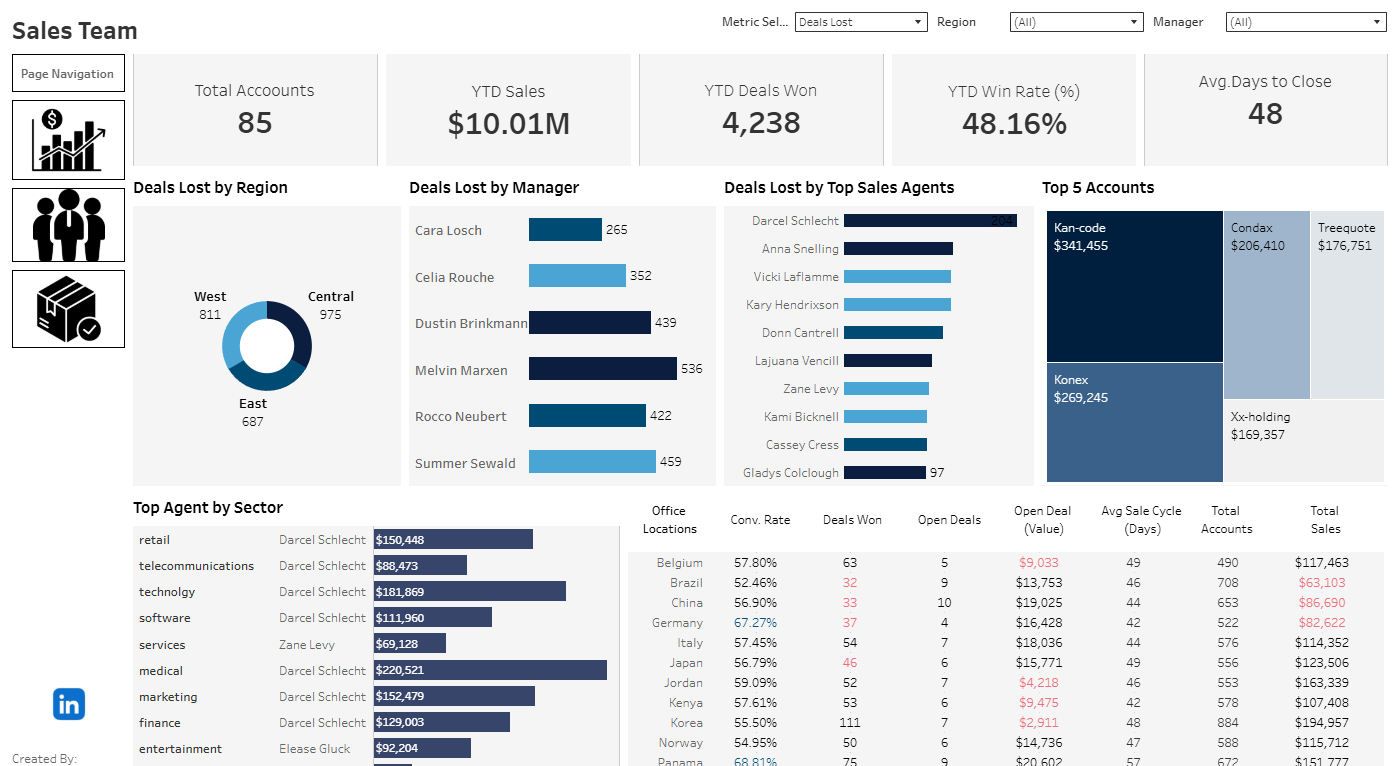 Sales Team
Metric Sel... Deals Lost Region (All) Manager (All)
Page Navigation
Total Accoounts
85
YTD Sales
$10.01M
YTD Deals Won
4,238
YTD Win Rate (%)
48.16%
Avg.Days to Close
48
Deals Lost by Region
West
811
Central
975
East
687
Deals Lost by Manager
Cara Losch 265
Celia Rouche 352
Dustin Brinkmann 439
Melvin Marxen 536
Rocco Neubert 422
Summer Sewald 459
Deals Lost by Top Sales Agents
Darcel Schlecht 204
Anna Snelling
Vicki Laflamme
Kary Hendrixson
Donn Cantrell
Lajuana Vencill
Zane Levy
Kami Bicknell
Cassey Cress
Gladys Colclough 97
Top 5 Accounts
Kan-code
$341,455
Condax
$206,410
Treequote
$176,751
Konex
$269,245
Xx-holding
$169,357
Top Agent by Sector
retail Darcel Schlecht $150,448
telecommunications Darcel Schlecht $88,473
technolgy Darcel Schlecht $181,869
software Darcel Schlecht $111,960
services Zane Levy $69,128
medical Darcel Schlecht $220,521
marketing Darcel Schlecht $152,479
finance Darcel Schlecht $129,003
entertainment Elease Gluck $92,204
Office Locations Conv. Rate Deals Won Open Deals Open Deal (Value) Avg Sale Cycle (Days) Total Accounts Total Sales
Belgium 57.80% 63 5 $9,033 49 490 $117,463
Brazil 52.46% 32 9 $13,753 46 708 $63,103
China 56.90% 33 10 $19,025 44 653 $86,690
Germany 67.27% 37 4 $16,428 42 522 $82,622
Italy 57.45% 54 7 $18,036 44 576 $114,352
Japan 56.79% 46 6 $15,771 49 556 $123,506
Jordan 59.09% 52 7 $4,218 46 553 $163,339
Kenya 57.61% 53 6 $9,475 42 578 $107,408
Korea 55.50% 111 7 $2,911 48 884 $194,957
Norway 54.95% 50 6 $14,736 47 588 $115,712
Panama 68.81% 75 9 $20,602 57 672 $151,777
in
Created By: